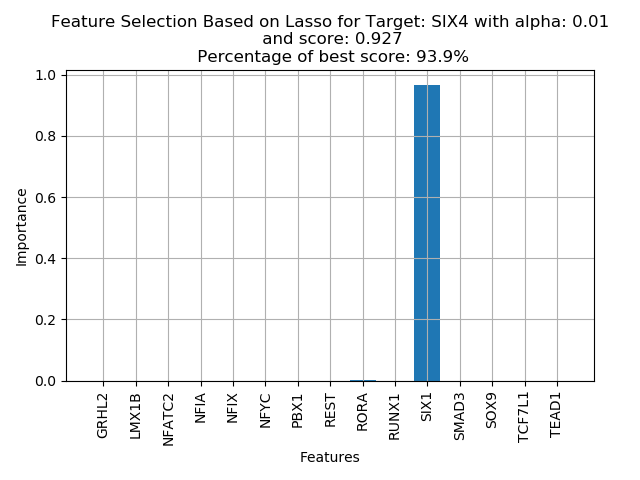 Feature Selection Based on Lasso for Target: SIX4 with alpha: 0.01
and score: 0.927
Percentage of best score: 93.9%
1.0
0.8
0.6
0.4
0.2
0.0
Importance
GRHL2
LMX1B
NFATC2
NFIA
NFIX
NFYC
PBX1
REST
RORA
RUNX1
SIX1
SMAD3
SOX9
TCF7L1
TEAD1
Features